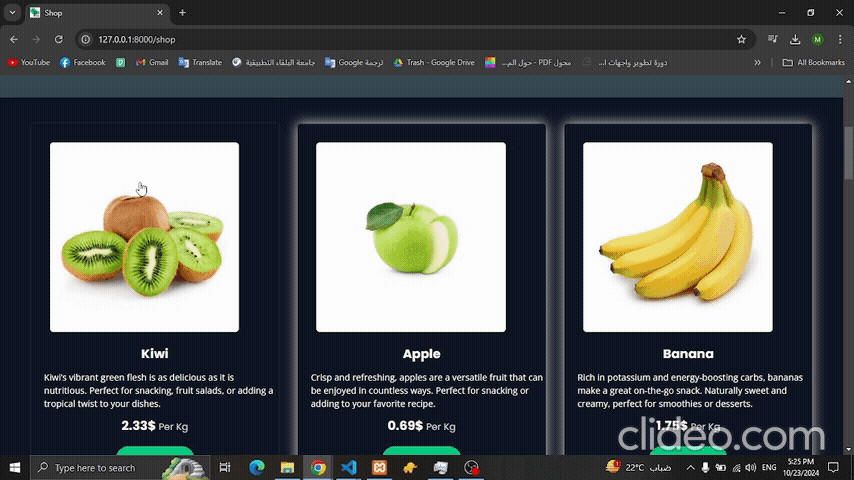 Shop
127.0.0.1:8000/shop
YouTube
Facebook
Gmail
Translate
جامعة البلقاء التطبيقية
ترجمة Google
Trash - Google Drive
محول PDF - حول الم...
دورة تطوير واجهات ا...
All Bookmarks
Kiwi
Kiwi's vibrant green flesh is as delicious as it is
nutritious. Perfect for snacking, fruit salads, or adding a
tropical twist to your dishes.
2.33$ Per Kg
Apple
Crisp and refreshing, apples are a versatile fruit that can
be enjoyed in countless ways. Perfect for snacking or
adding to your favorite recipe.
0.69$ Per Kg
Banana
Rich in potassium and energy-boosting carbs, bananas
make a great on-the-go snack. Naturally sweet and
creamy, perfect for smoothies or desserts.
1.75$ Per Kg
clideo.com
Type here to search
22°C ضباب
ENG
5:25 PM
10/23/2024